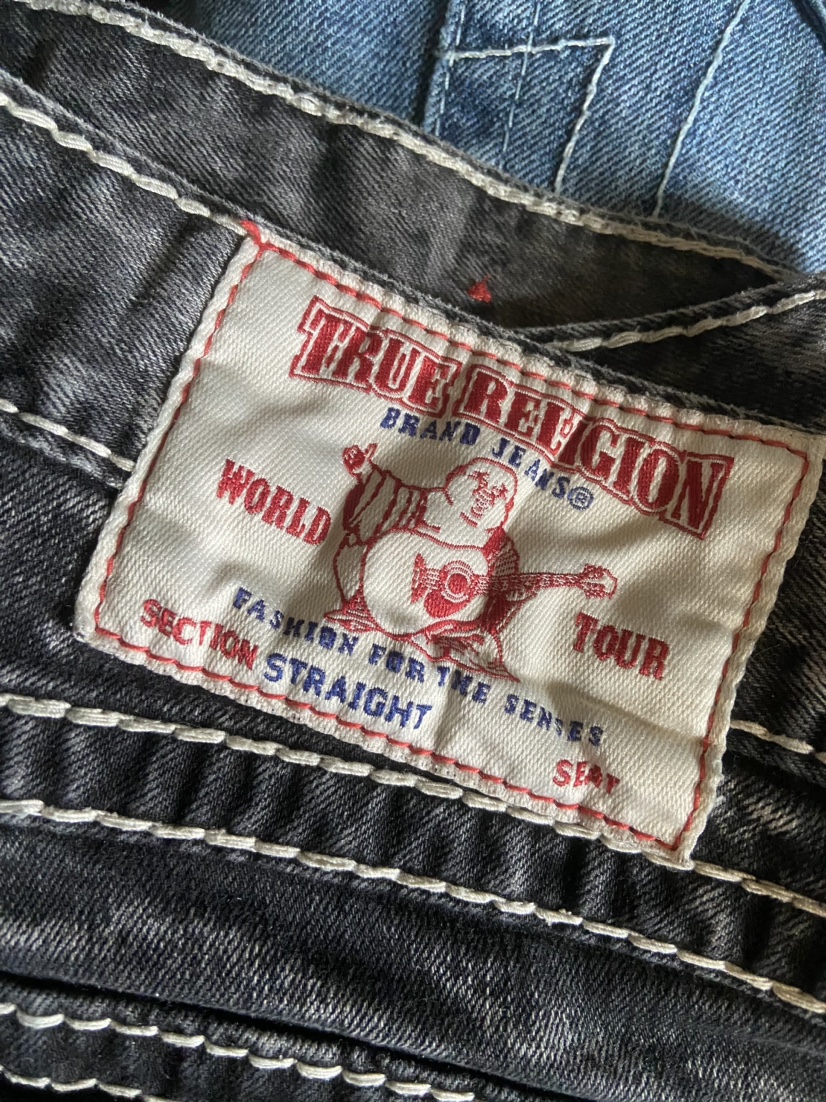 TRUE RELIGION
BRAND JEANS®
WORLD TOUR
FASHION FOR THE SENSES
SECTION STRAIGHT SEAT